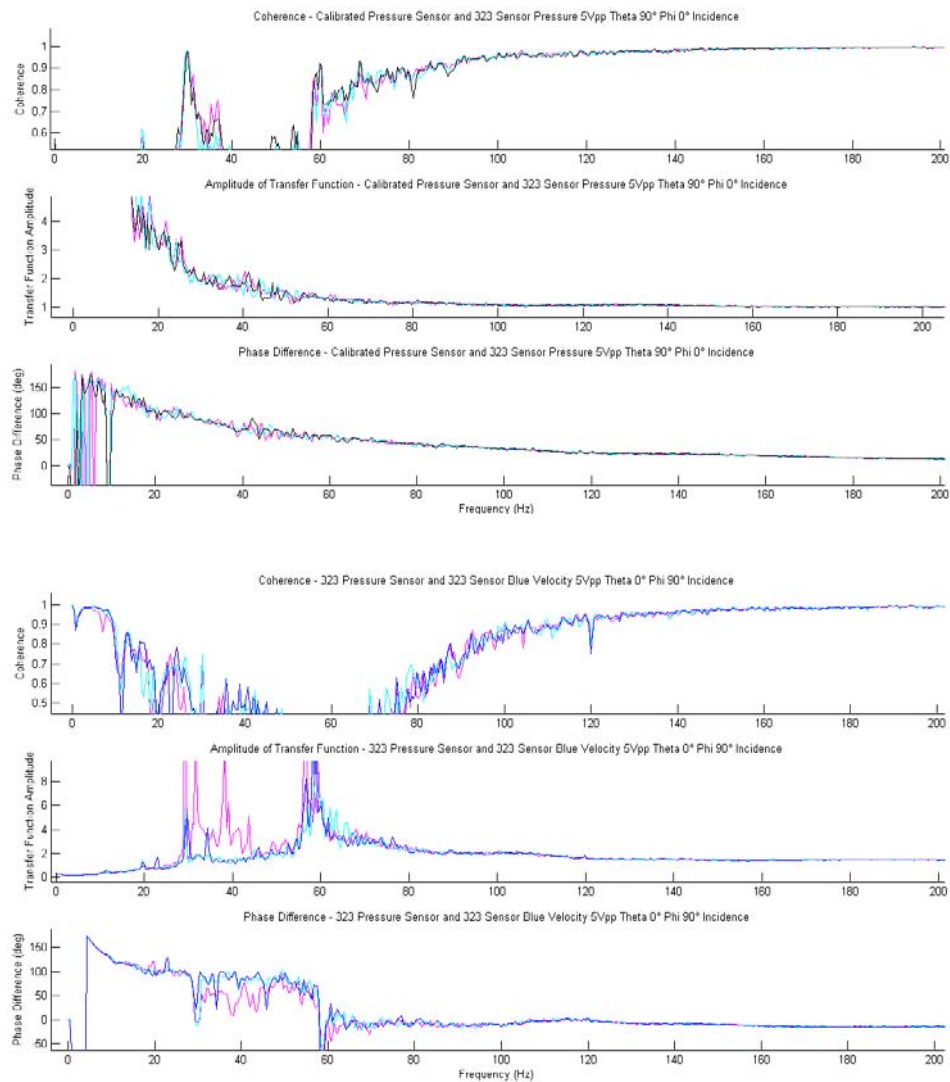 Coherence - Calibrated Pressure Sensor and 323 Sensor Pressure 5Vpp Theta 90° Phi 0° Incidence
Coherence
1
0.9
0.8
0.7
0.6
0 20 40 60 80 100 120 140 160 180 200
Amplitude of Transfer Function - Calibrated Pressure Sensor and 323 Sensor Pressure 5Vpp Theta 90° Phi 0° Incidence
Transfer Function Amplitude
4
3
2
1
0 20 40 60 80 100 120 140 160 180 200
Phase Difference - Calibrated Pressure Sensor and 323 Sensor Pressure 5Vpp Theta 90° Phi 0° Incidence
Phase Difference (deg)
150
100
50
0
0 20 40 60 80 100 120 140 160 180 200
Frequency (Hz)
Coherence - 323 Pressure Sensor and 323 Sensor Blue Velocity 5Vpp Theta 0° Phi 90° Incidence
Coherence
1
0.9
0.8
0.7
0.6
0.5
0 20 40 60 80 100 120 140 160 180 200
Amplitude of Transfer Function - 323 Pressure Sensor and 323 Sensor Blue Velocity 5Vpp Theta 0° Phi 90° Incidence
Transfer Function Amplitude
8
6
4
2
0
0 20 40 60 80 100 120 140 160 180 200
Phase Difference - 323 Pressure Sensor and 323 Sensor Blue Velocity 5Vpp Theta 0° Phi 90° Incidence
Phase Difference (deg)
150
100
50
0
-50
0 20 40 60 80 100 120 140 160 180 200
Frequency (Hz)